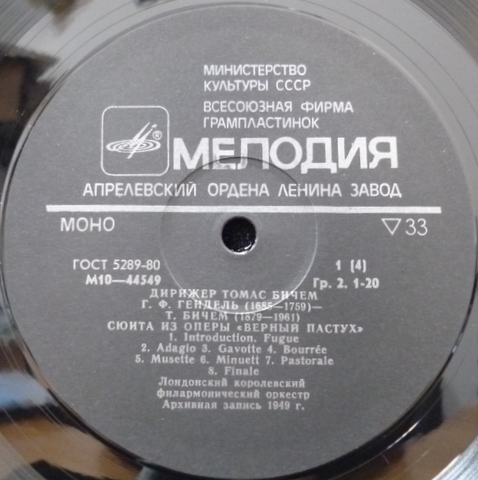 МИНИСТЕРСТВО
КУЛЬТУРЫ СССР
ВСЕСОЮЗНАЯ ФИРМА
ГРАМПЛАСТИНОК
МЕЛОДИЯ
АПРЕЛЕВСКИЙ ОРДЕНА ЛЕНИНА ЗАВОД
МОНО ▽33
ГОСТ 5289-80 1 [4]
М10—44549 Гр. 2. 1-20
ДИРИЖЕР ТОМАС БИЧЕМ
Г. Ф. ГЕНДЕЛЬ (1685—1759)—
Т. БИЧЕМ (1879—1961)
СЮИТА ИЗ ОПЕРЫ «ВЕРНЫЙ ПАСТУХ»
1. Introduction. Fugue
2. Adagio 3. Gavotte 4. Bourrée
5. Musette 6. Minuett 7. Pastorale
8. Finale
Лондонский королевский
филармонический оркестр
Архивная запись 1949 г.